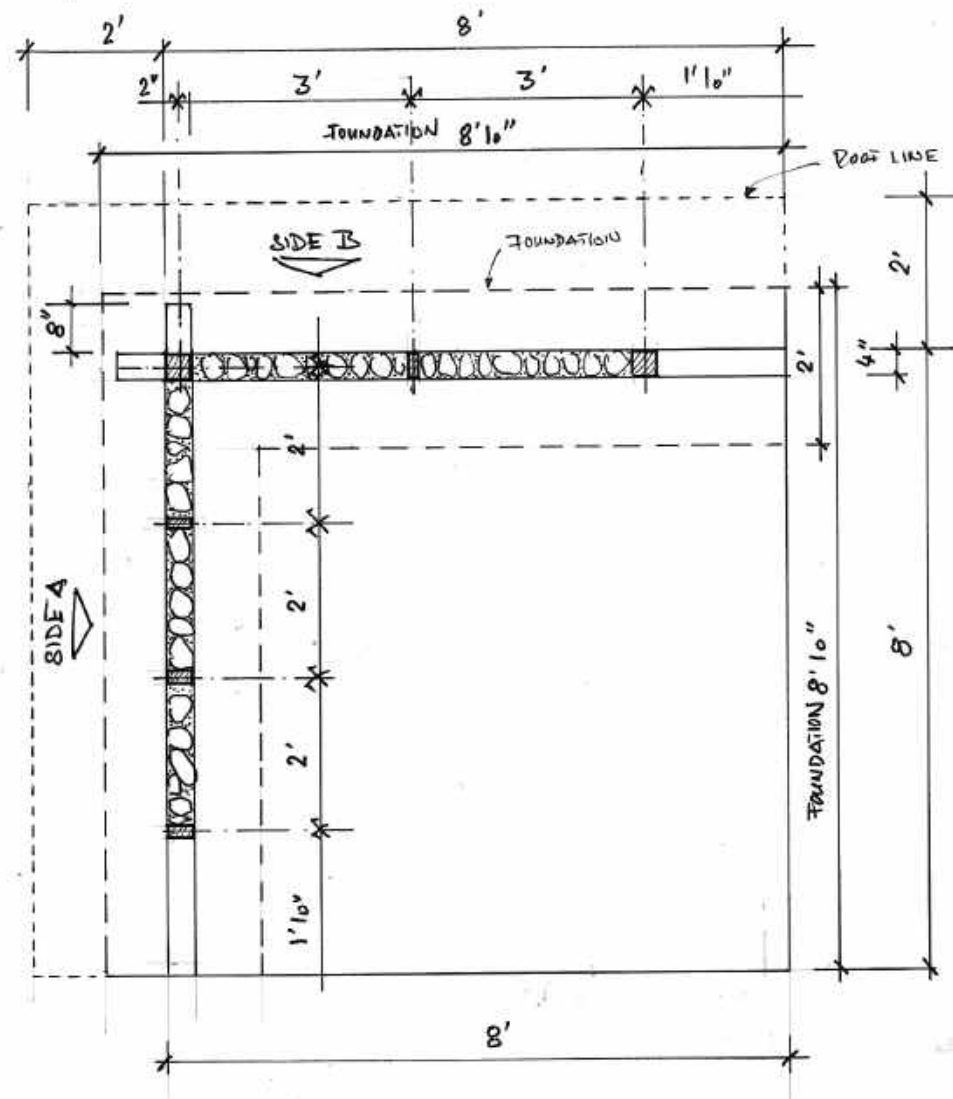 2' 8'
2" 3' 3' 1'10"
FOUNDATION 8'10"
ROOF LINE
SIDE B
FOUNDATION
2'
8"
2'
4"
2'
SIDE A
2'
8'
2'
FOUNDATION 8'10"
1'10"
8'